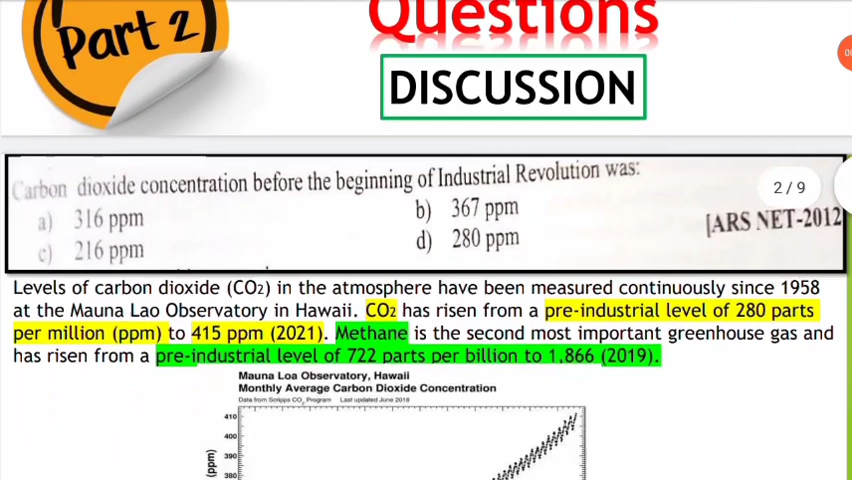 Part 2
Questions
DISCUSSION
Carbon dioxide concentration before the beginning of Industrial Revolution was:
a) 316 ppm
b) 367 ppm
c) 216 ppm
d) 280 ppm
[ARS NET-2012
2 / 9
Levels of carbon dioxide (CO2) in the atmosphere have been measured continuously since 1958
at the Mauna Lao Observatory in Hawaii. CO2 has risen from a pre-industrial level of 280 parts
per million (ppm) to 415 ppm (2021). Methane is the second most important greenhouse gas and
has risen from a pre-industrial level of 722 parts per billion to 1,866 (2019).
Mauna Loa Observatory, Hawaii
Monthly Average Carbon Dioxide Concentration
Data from Scripps CO2 Program Last updated June 2018
410
400
390
380
(ppm)